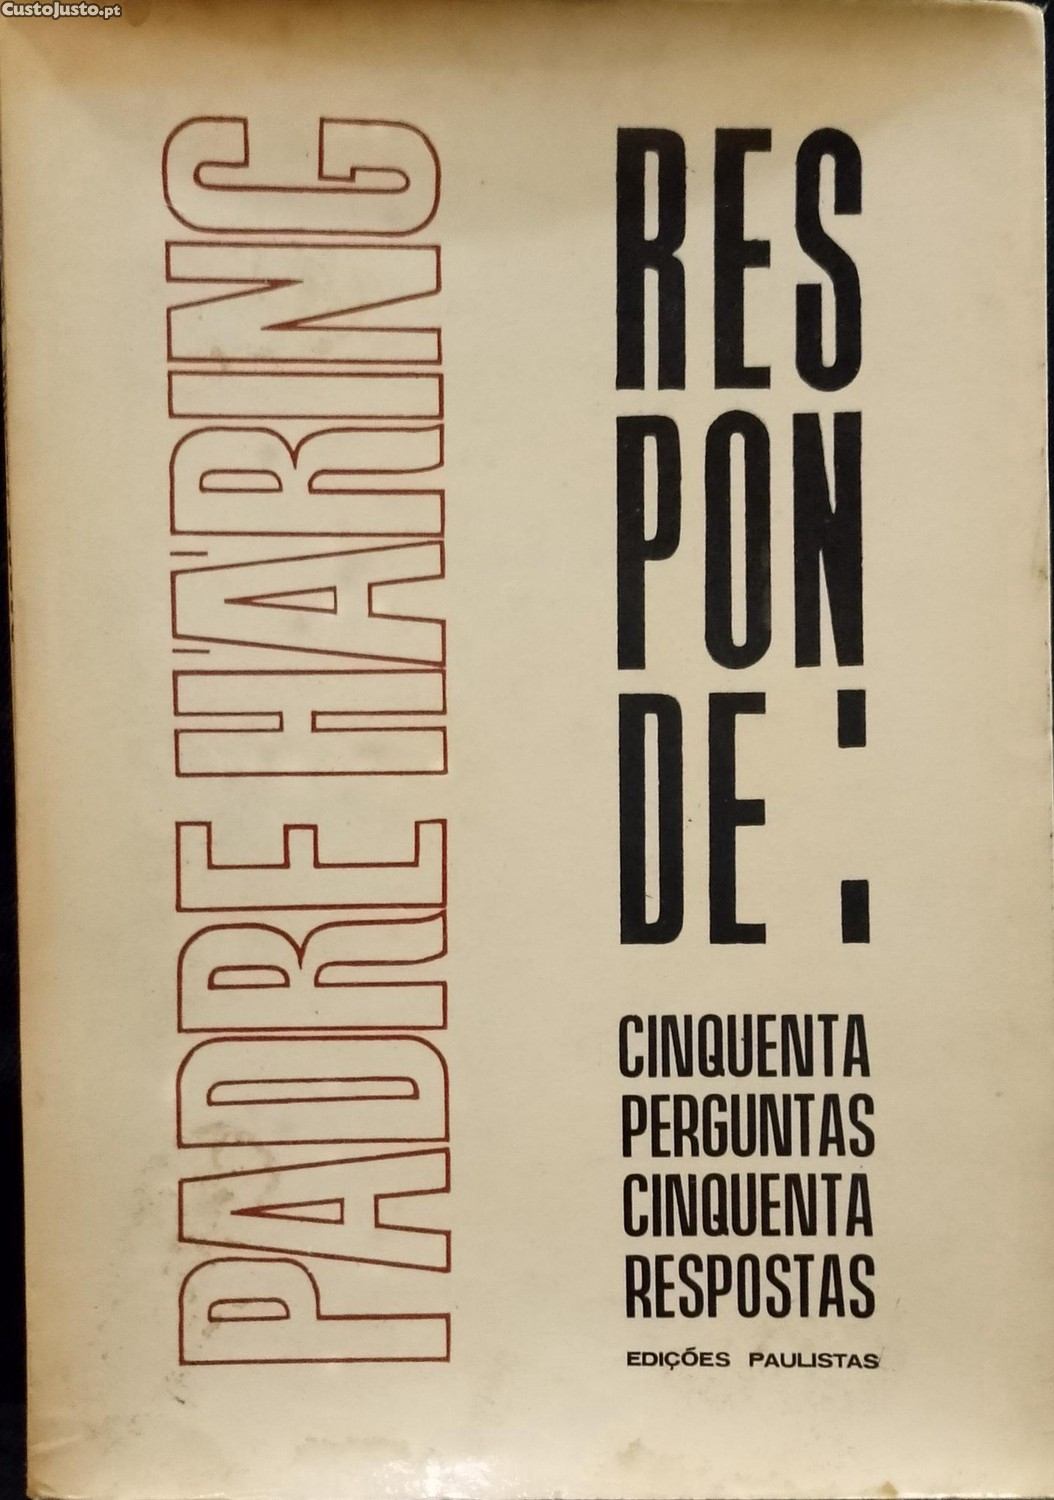 CustoJusto.pt
PADRE HÄRING
RES
PON
DE:
CINQUENTA
PERGUNTAS
CINQUENTA
RESPOSTAS
EDIÇÕES PAULISTAS